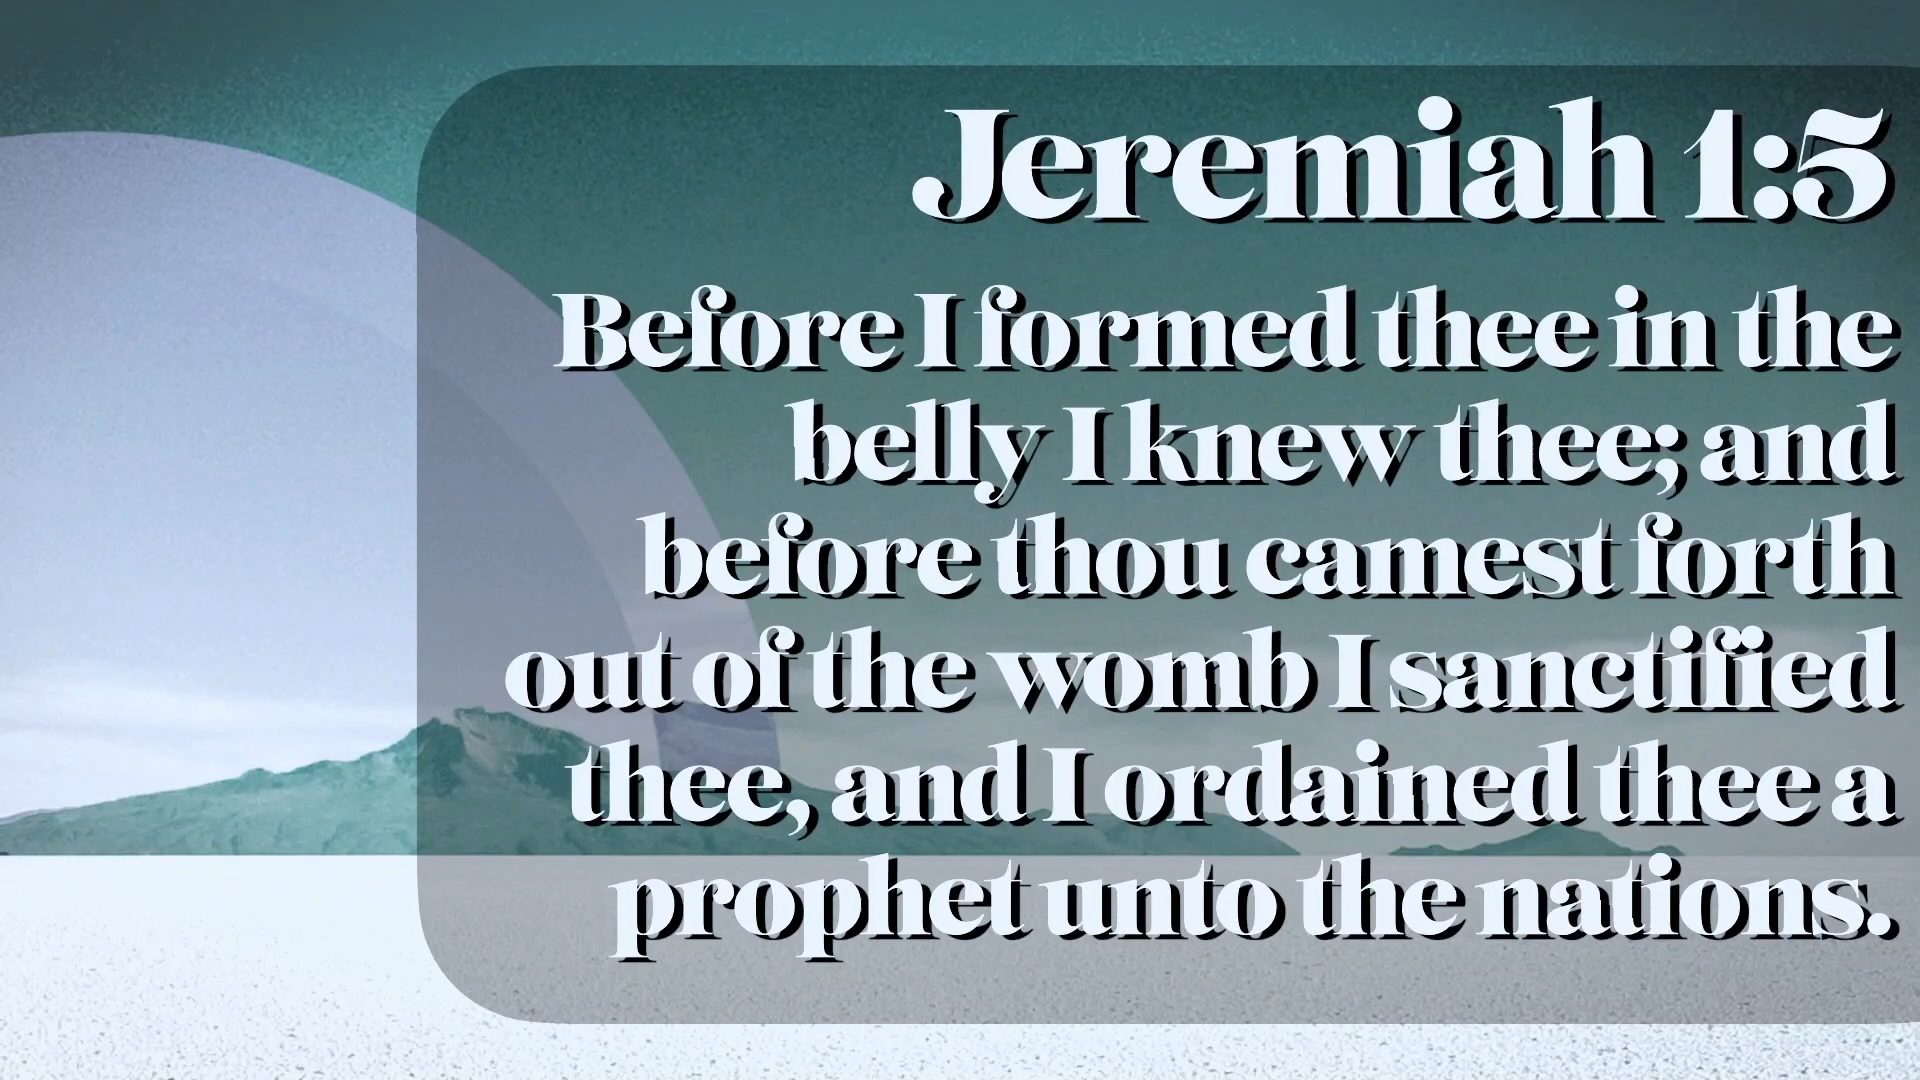 Jeremiah 1:5
Before I formed thee in the
belly I knew thee; and
before thou camest forth
out of the womb I sanctified
thee, and I ordained thee a
prophet unto the nations.